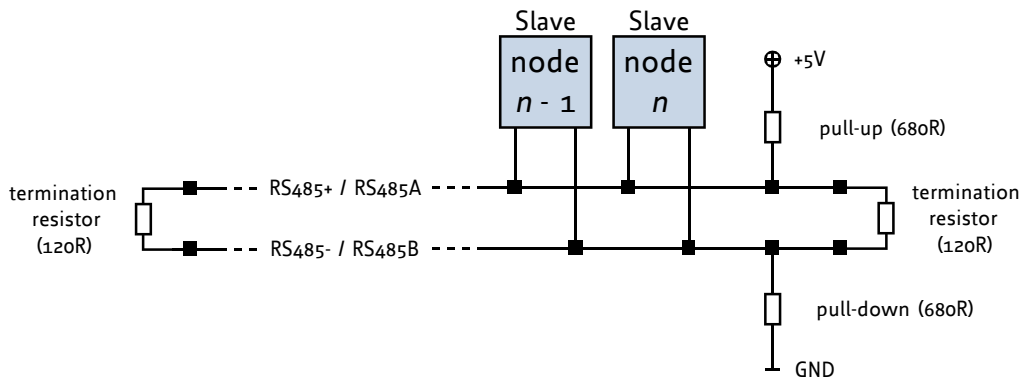 Slave
Slave
node
n - 1
node
n
+5V
pull-up (680R)
termination
resistor
(120R)
RS485+ / RS485A
RS485- / RS485B
termination
resistor
(120R)
pull-down (680R)
GND